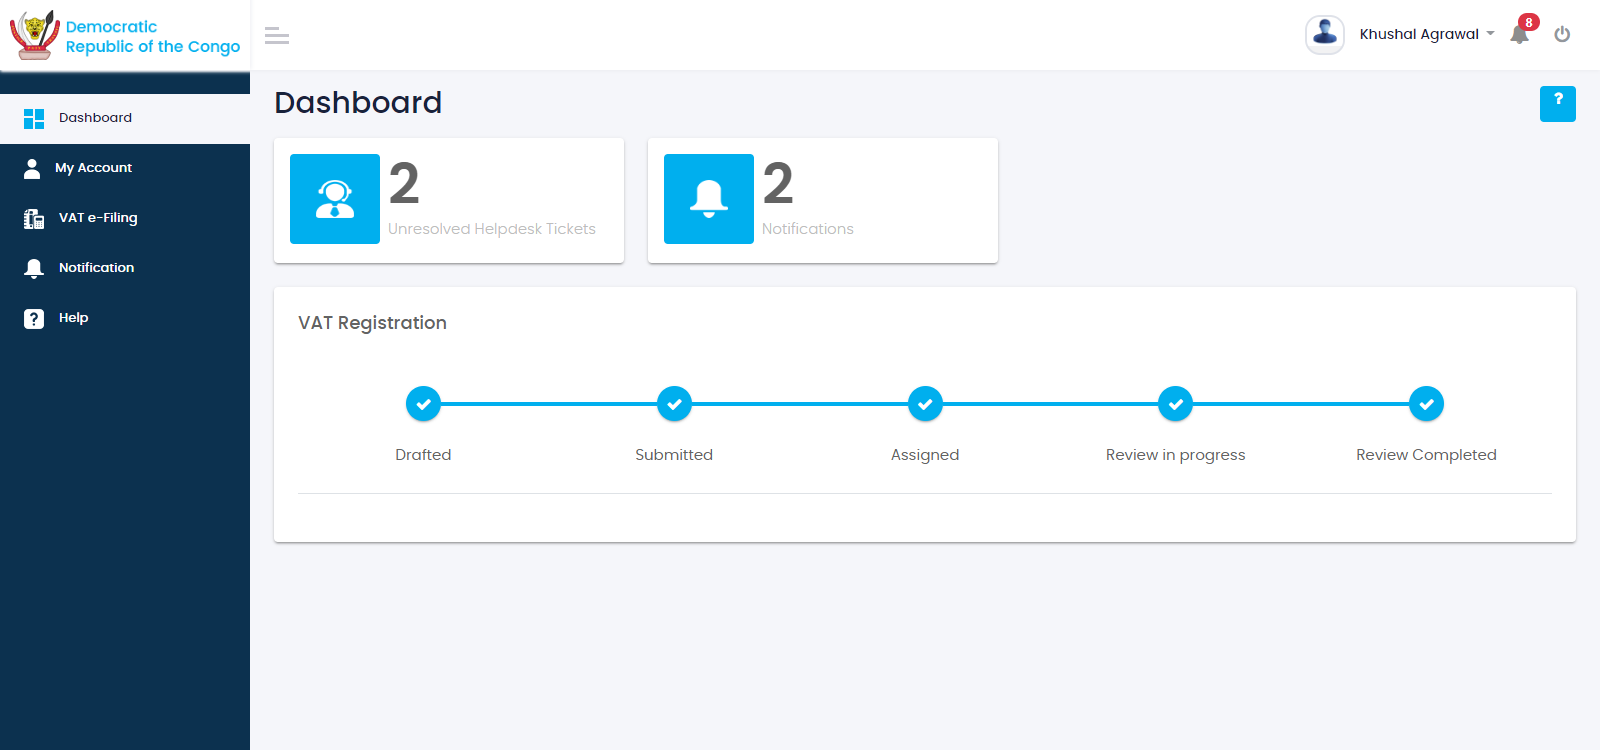 Democratic
Republic of the Congo
Khushal Agrawal
8
Dashboard
My Account
VAT e-Filing
Notification
? Help
Dashboard
?
2
Unresolved Helpdesk Tickets
2
Notifications
VAT Registration
Drafted Submitted Assigned Review in progress Review Completed